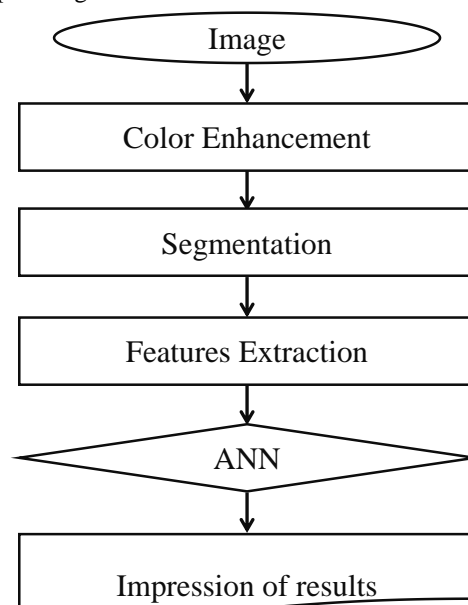 Image
Color Enhancement
Segmentation
Features Extraction
ANN
Impression of results